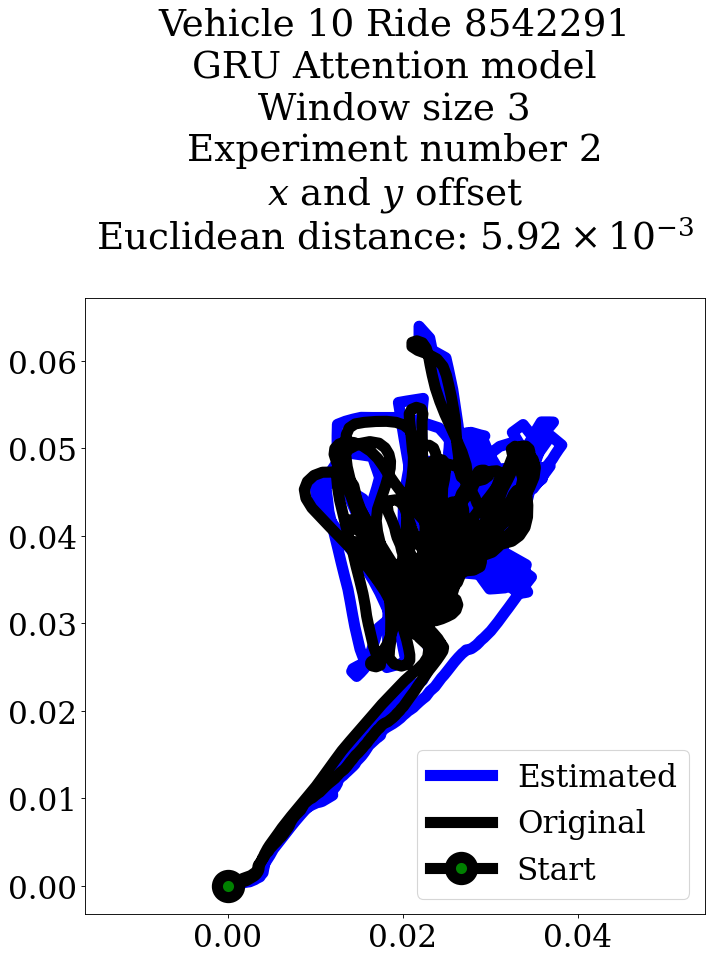 Vehicle 10 Ride 8542291
GRU Attention model
Window size 3
Experiment number 2
x and y offset
Euclidean distance: 5.92 × 10⁻³
0.06
0.05
0.04
0.03
0.02
0.01
0.00
0.00 0.02 0.04
Estimated
Original
Start